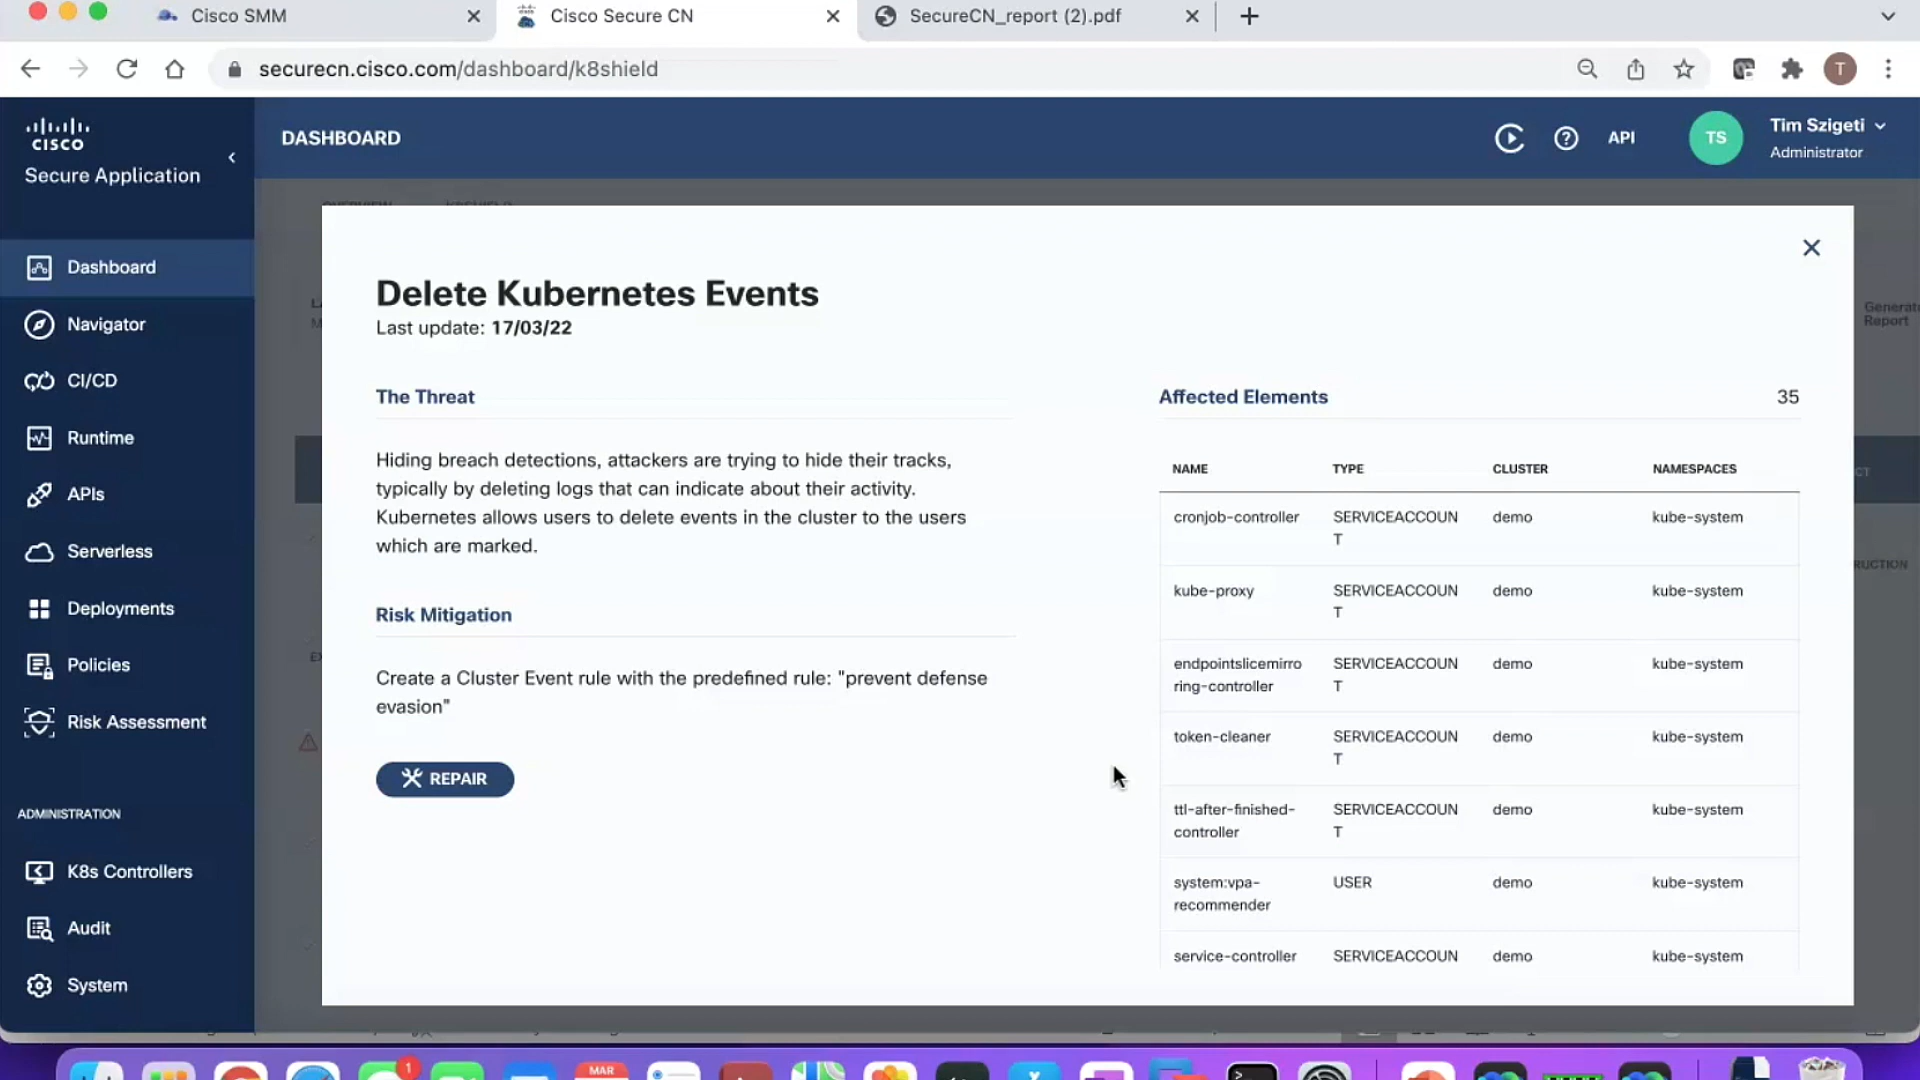 Cisco SMM
Cisco Secure CN
SecureCN_report (2).pdf
securecn.cisco.com/dashboard/k8shield
T
cisco
Secure Application
DASHBOARD
API
TS
Tim Szigeti
Administrator
Dashboard
Navigator
CI/CD
Runtime
APIs
Serverless
Deployments
Policies
Risk Assessment
ADMINISTRATION
K8s Controllers
Audit
System
Delete Kubernetes Events
Last update: 17/03/22
The Threat
Hiding breach detections, attackers are trying to hide their tracks,
typically by deleting logs that can indicate about their activity.
Kubernetes allows users to delete events in the cluster to the users
which are marked.
Risk Mitigation
Create a Cluster Event rule with the predefined rule: "prevent defense
evasion"
REPAIR
Affected Elements 35
NAME TYPE CLUSTER NAMESPACES
cronjob-controller SERVICEACCOUN demo kube-system
T
kube-proxy SERVICEACCOUN demo kube-system
T
endpointslicemirro SERVICEACCOUN demo kube-system
ring-controller T
token-cleaner SERVICEACCOUN demo kube-system
T
ttl-after-finished- SERVICEACCOUN demo kube-system
controller T
system:vpa- USER demo kube-system
recommender
service-controller SERVICEACCOUN demo kube-system
Report
1
MAR